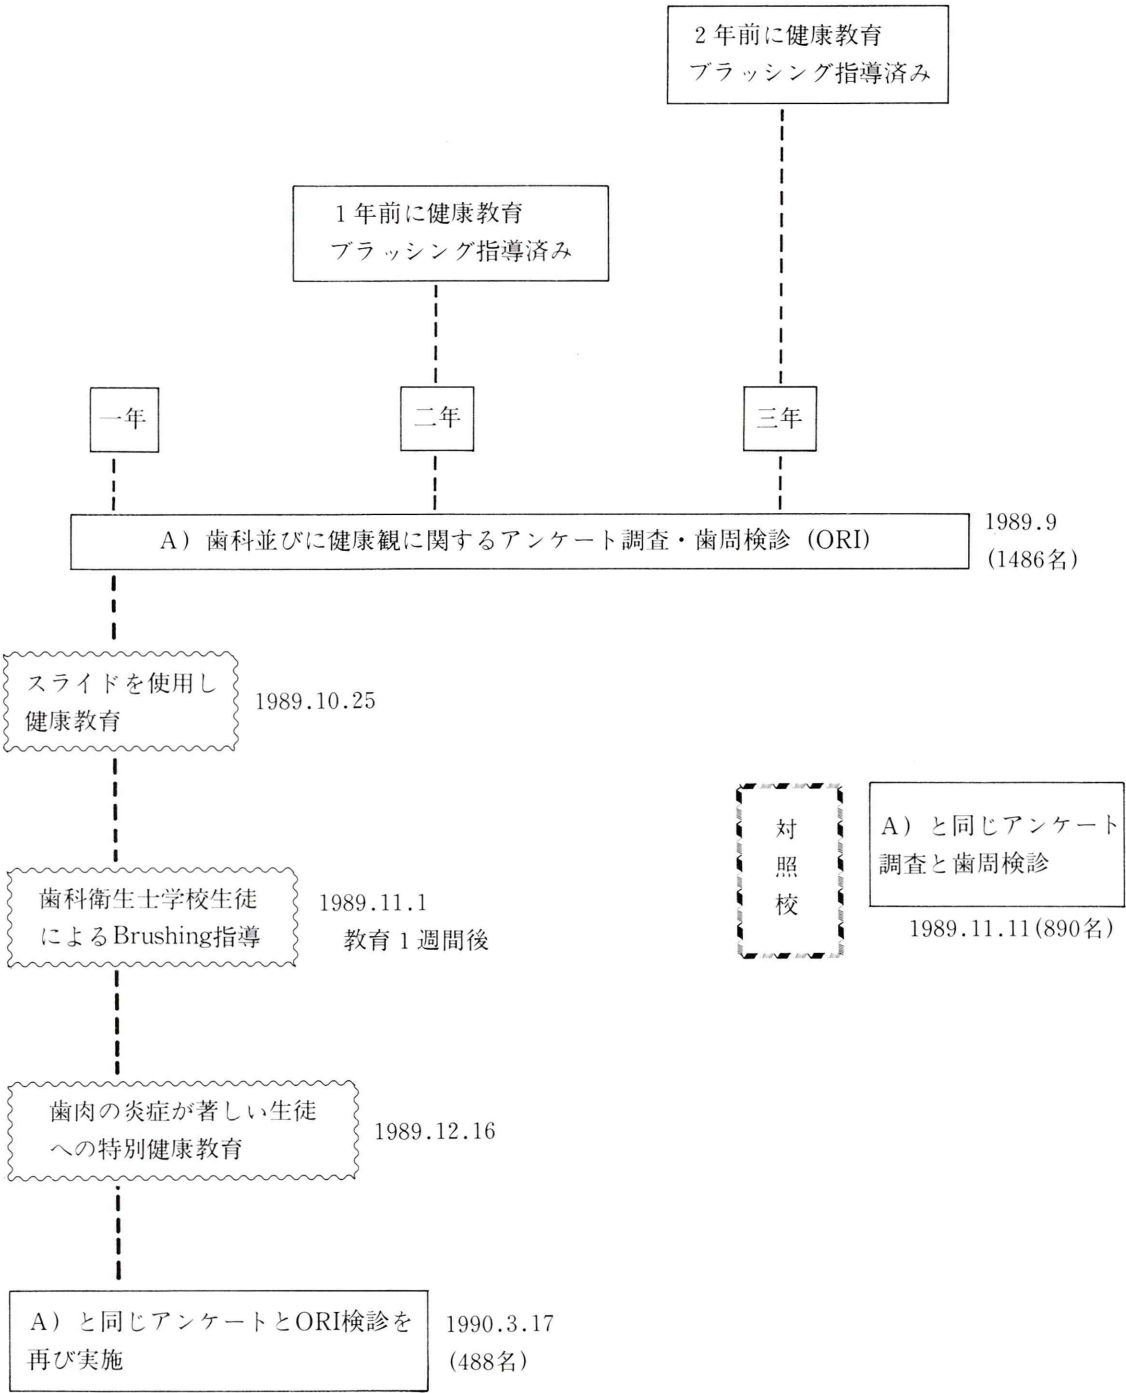 2年前に健康教育
ブラッシング指導済み
1年前に健康教育
ブラッシング指導済み
一年
二年
三年
A）歯科並びに健康観に関するアンケート調査・歯周検診（ORI）
1989.9
(1486名)
スライドを使用し
健康教育
1989.10.25
対
照
校
A）と同じアンケート
調査と歯周検診
1989.11.11(890名)
歯科衛生士学校生徒
によるBrushing指導
1989.11.1
教育1週間後
歯肉の炎症が著しい生徒
への特別健康教育
1989.12.16
A）と同じアンケートとORI検診を
再び実施
1990.3.17
(488名)